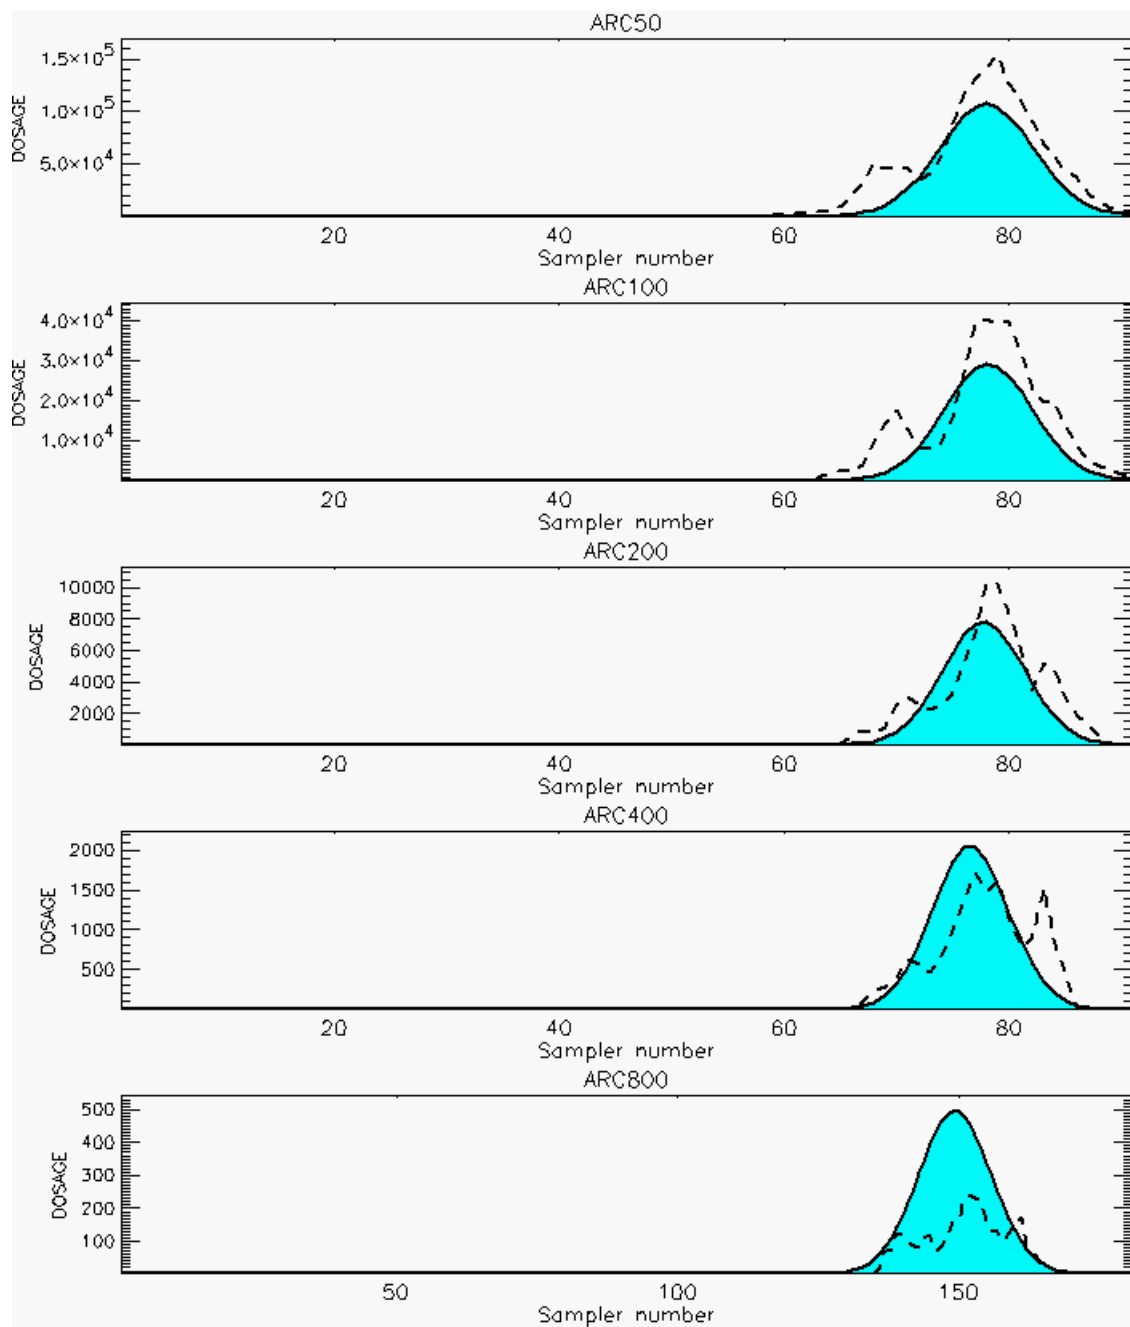 ARC50
1.5×10^5
1.0×10^5
5.0×10^4
DOSAGE
20 40 60 80
Sampler number
ARC100
4.0×10^4
3.0×10^4
2.0×10^4
1.0×10^4
DOSAGE
20 40 60 80
Sampler number
ARC200
10000
8000
6000
4000
2000
DOSAGE
20 40 60 80
Sampler number
ARC400
2000
1500
1000
500
DOSAGE
20 40 60 80
Sampler number
ARC800
500
400
300
200
100
DOSAGE
50 100 150
Sampler number